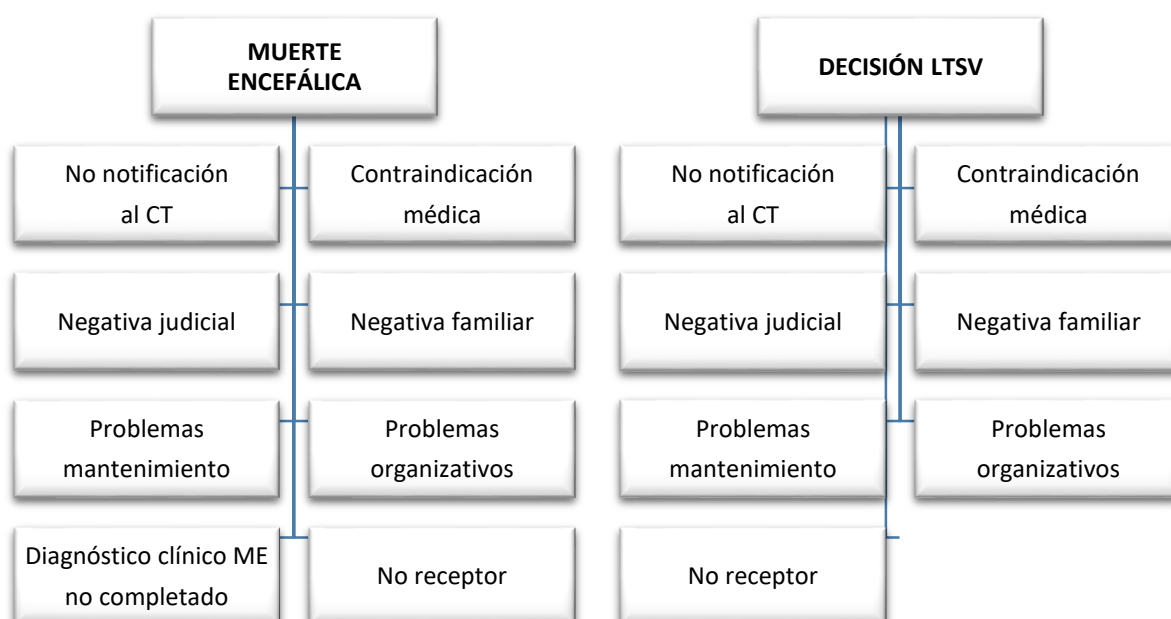 MUERTE
ENCEFÁLICA
No notificación
al CT
Contraindicación
médica
Negativa judicial
Negativa familiar
Problemas
mantenimiento
Problemas
organizativos
Diagnóstico clínico ME
no completado
No receptor
DECISIÓN LTSV
No notificación
al CT
Contraindicación
médica
Negativa judicial
Negativa familiar
Problemas
mantenimiento
Problemas
organizativos
No receptor